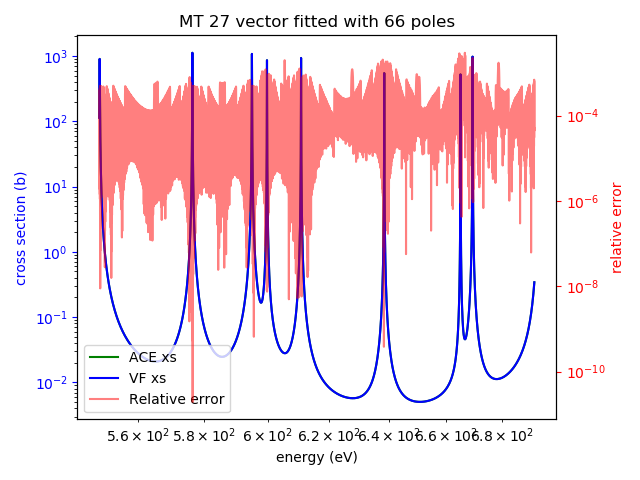 MT 27 vector fitted with 66 poles
10³
10²
10¹
10⁰
10⁻¹
10⁻²
cross section (b)
10⁻⁴
10⁻⁶
10⁻⁸
10⁻¹⁰
relative error
ACE xs
VF xs
Relative error
5.6 × 10² 5.8 × 10² 6 × 10² 6.2 × 10² 6.4 × 10² 6.6 × 10² 6.8 × 10²
energy (eV)